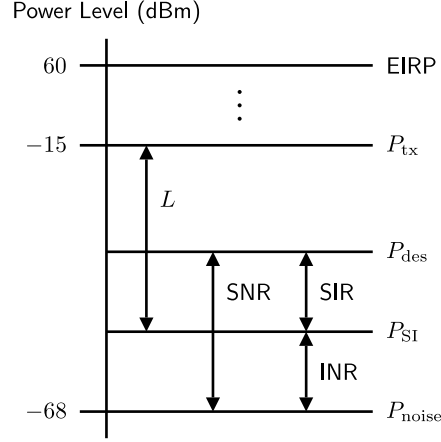 Power Level (dBm)
60 EIRP
⋮
−15 P_tx
L
P_des
SNR SIR
P_SI
INR
−68 P_noise